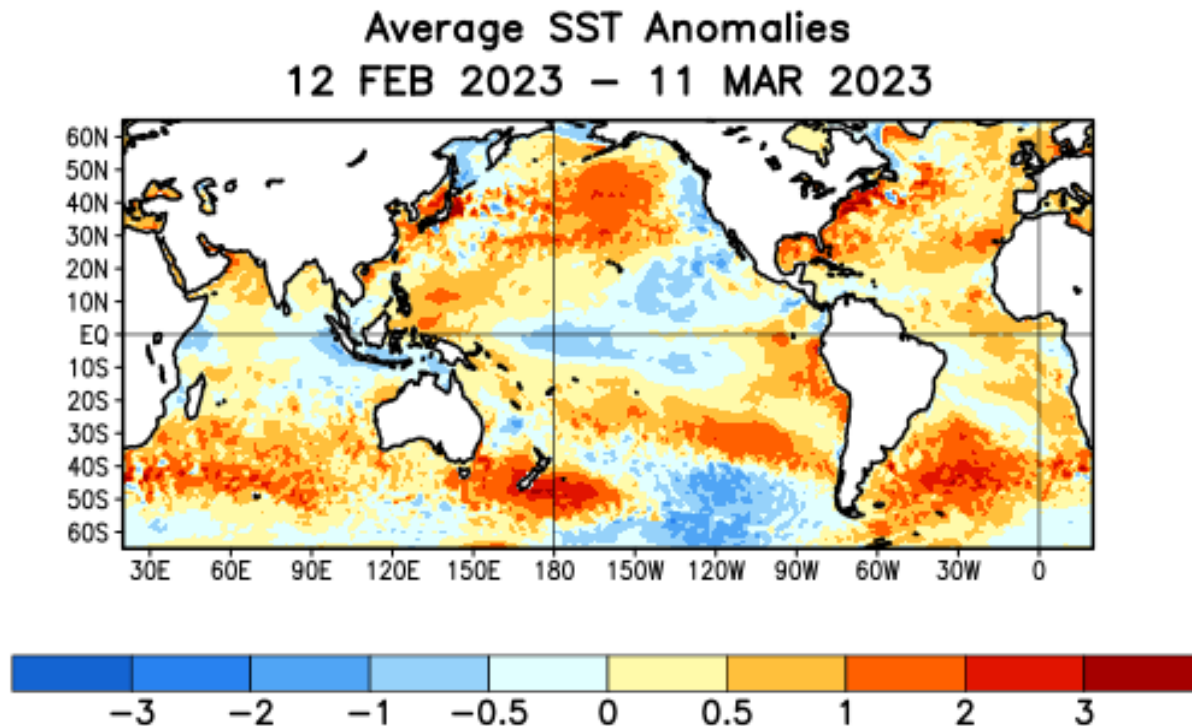 Average SST Anomalies
12 FEB 2023 – 11 MAR 2023
60N
50N
40N
30N
20N
10N
EQ
10S
20S
30S
40S
50S
60S
30E 60E 90E 120E 150E 180 150W 120W 90W 60W 30W 0
-3 -2 -1 -0.5 0 0.5 1 2 3